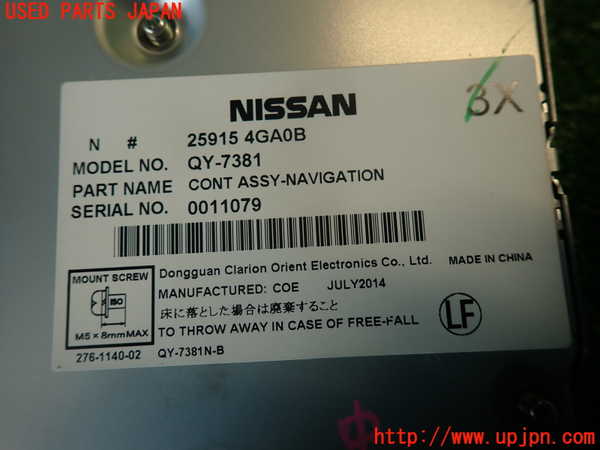 USED PARTS JAPAN
NISSAN
3X
N # 25915 4GA0B
MODEL NO. QY-7381
PART NAME CONT ASSY-NAVIGATION
SERIAL NO. 0011079
MOUNT SCREW
ISO
M5×8mmMAX
276-1140-02
Dongguan Clarion Orient Electronics Co., Ltd. MADE IN CHINA
MANUFACTURED: COE JULY2014
床に落とした場合は廃棄すること
TO THROW AWAY IN CASE OF FREE-FALL
LF
QY-7381N-B
中
http://www.upjpn.com/